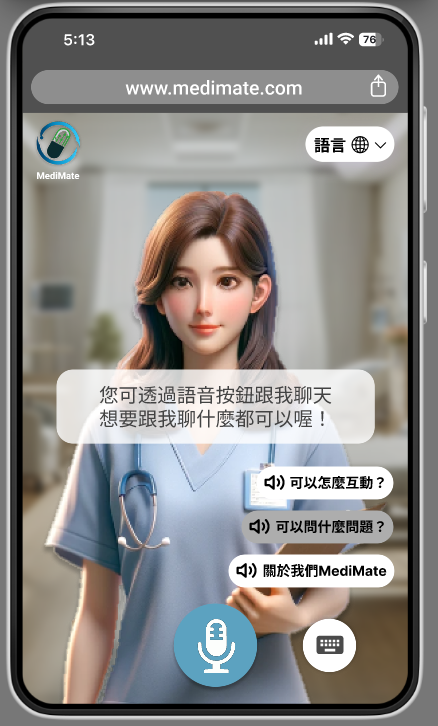 5:13
76
www.medimate.com
MediMate
語言
您可透過語音按鈕跟我聊天
想要跟我聊什麼都可以喔！
可以怎麼互動？
可以問什麼問題？
關於我們MediMate